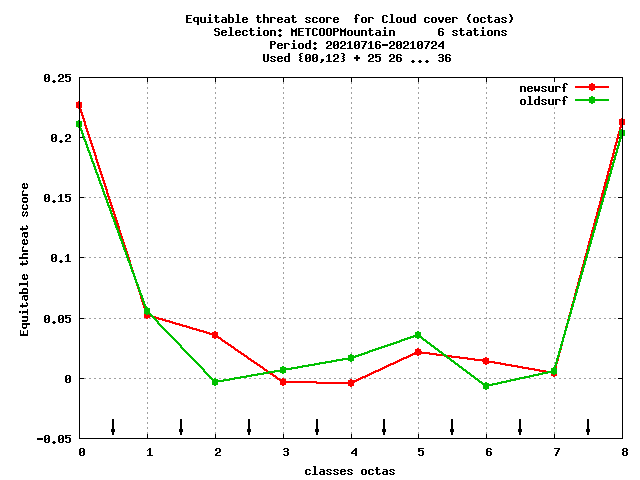 Equitable threat score  for Cloud cover (octas)
Selection: METCOOPMountain      6 stations
Period: 20210716-20210724
Used {00,12} + 25 26 ... 36
newsurf
oldsurf
0.25
0.2
0.15
0.1
0.05
0
-0.05
Equitable threat score
0 1 2 3 4 5 6 7 8
classes octas